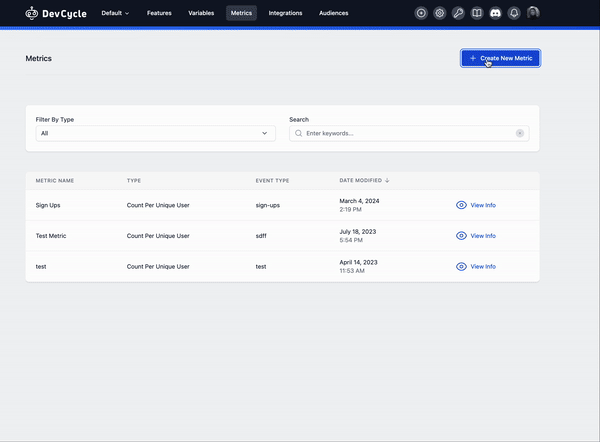 DevCycle
Default
Features
Variables
Metrics
Integrations
Audiences
Metrics
+ Create New Metric
Filter By Type
Search
All
Enter keywords...
METRIC NAME TYPE EVENT TYPE DATE MODIFIED ↓
Sign Ups Count Per Unique User sign-ups March 4, 2024 View Info
2:19 PM
Test Metric Count Per Unique User sdff July 18, 2023 View Info
5:54 PM
test Count Per Unique User test April 14, 2023 View Info
11:53 AM